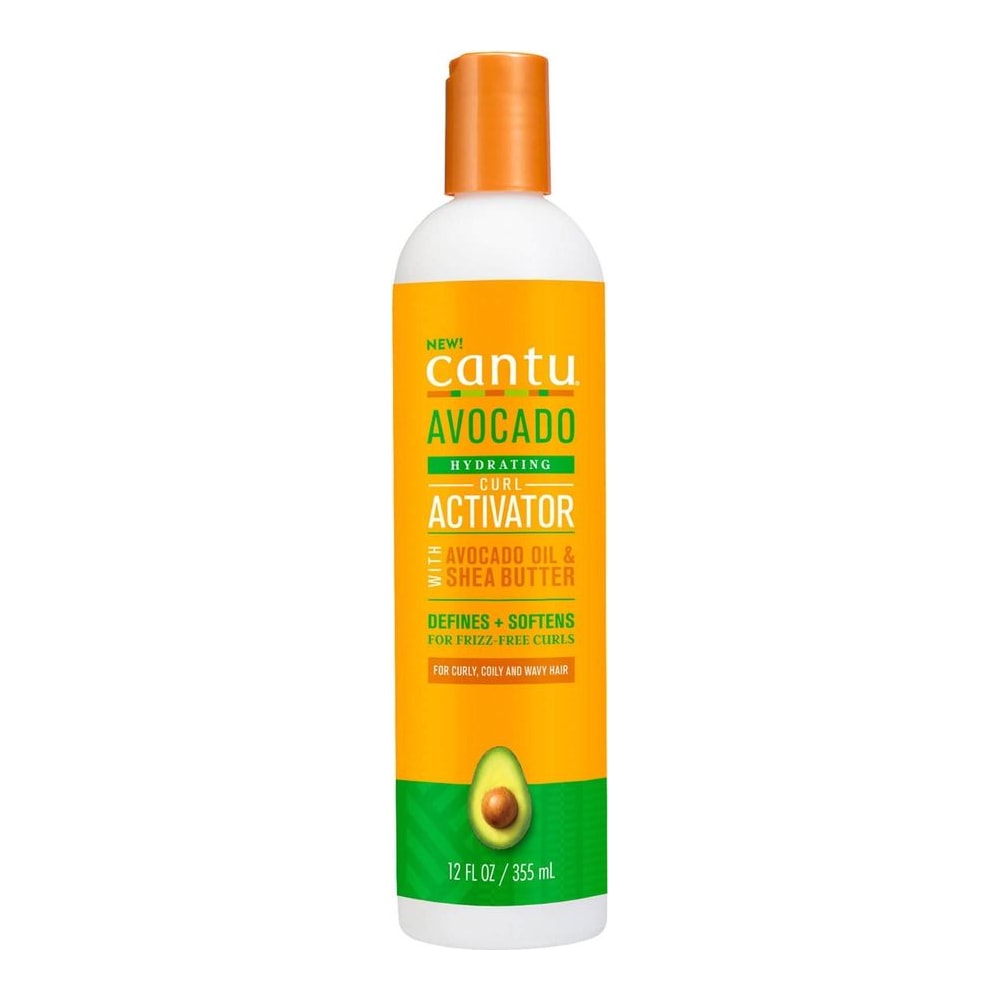 NEW!
cantu®
AVOCADO
HYDRATING
CURL
ACTIVATOR
WITH AVOCADO OIL &
SHEA BUTTER
DEFINES + SOFTENS
FOR FRIZZ-FREE CURLS
FOR CURLY, COILY AND WAVY HAIR
12 FL OZ / 355 mL